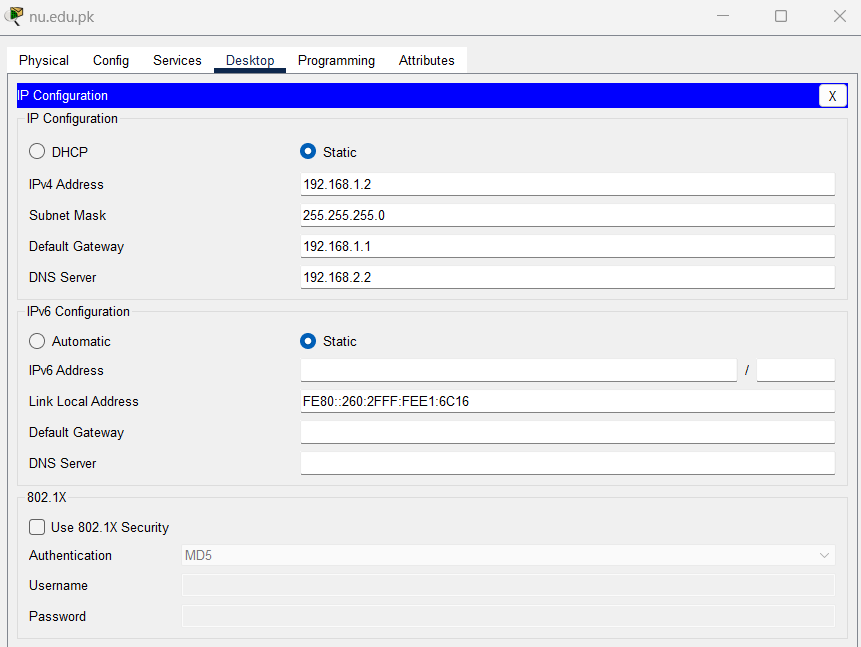 nu.edu.pk
Physical Config Services Desktop Programming Attributes
IP Configuration X
IP Configuration
DHCP Static
IPv4 Address 192.168.1.2
Subnet Mask 255.255.255.0
Default Gateway 192.168.1.1
DNS Server 192.168.2.2
IPv6 Configuration
Automatic Static
IPv6 Address /
Link Local Address FE80::260:2FFF:FEE1:6C16
Default Gateway
DNS Server
802.1X
Use 802.1X Security
Authentication MD5
Username
Password